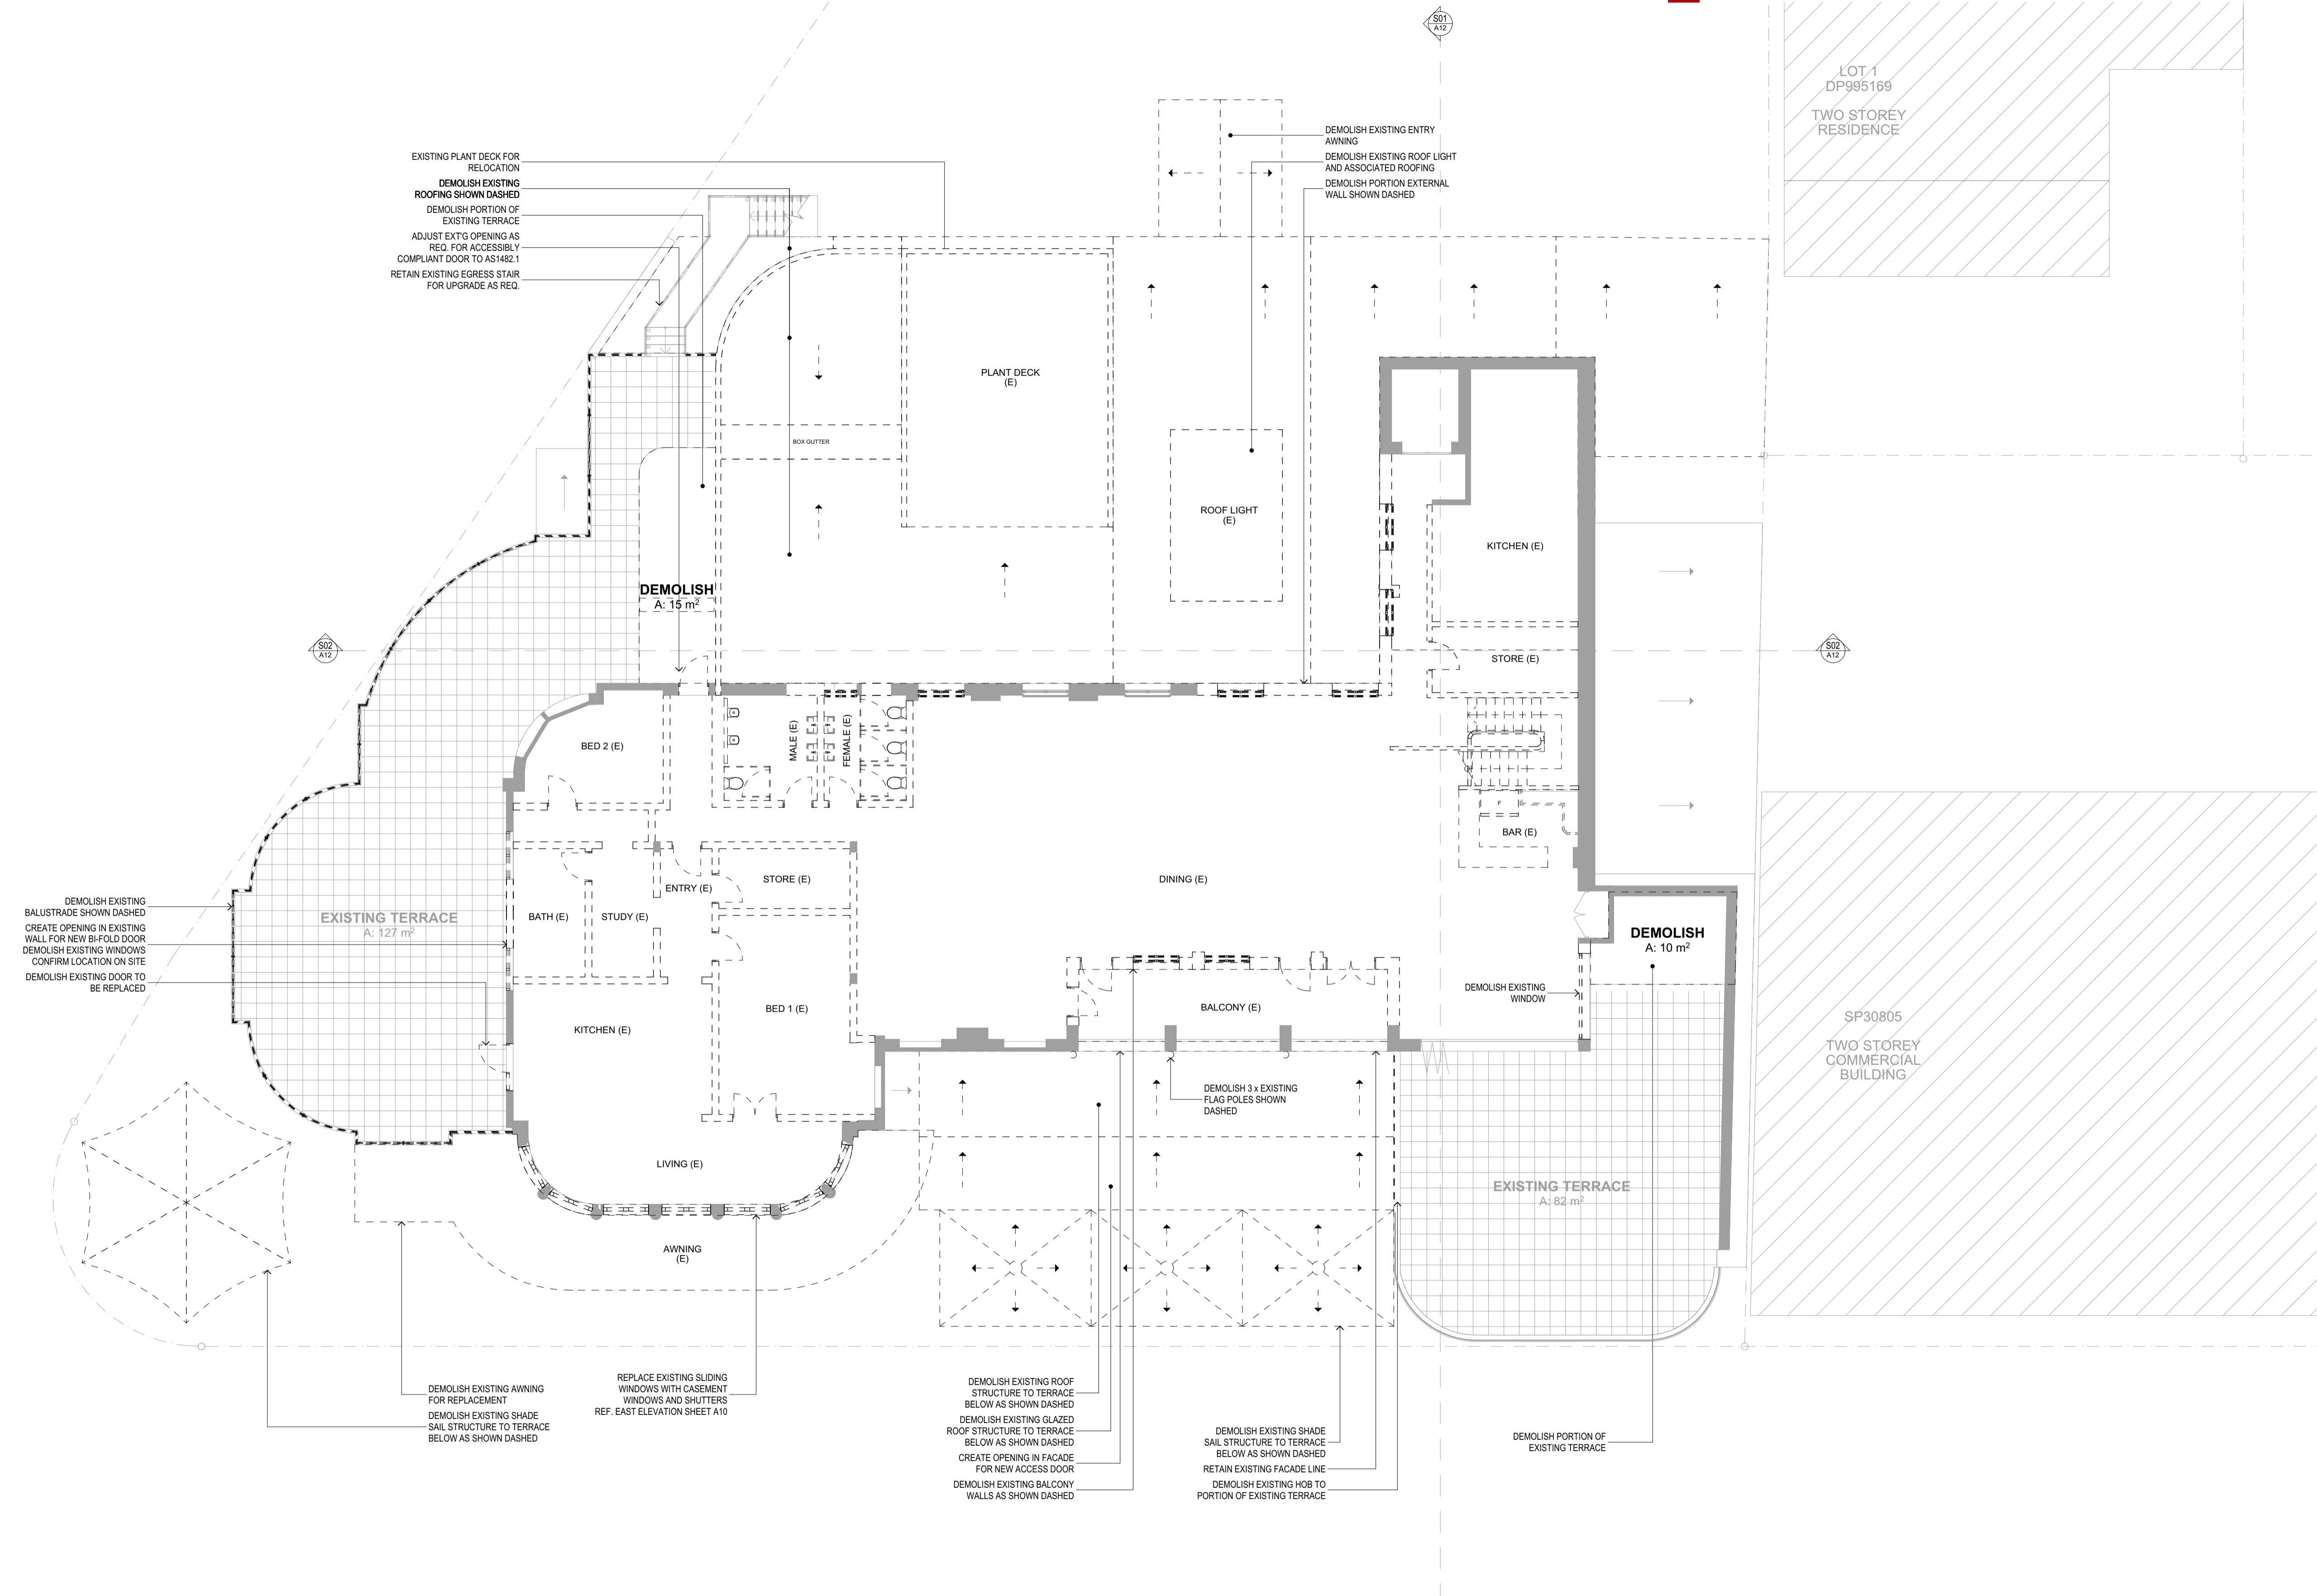 S01
A12
LOT 1
DP995169
TWO STOREY
RESIDENCE
EXISTING PLANT DECK FOR
RELOCATION
DEMOLISH EXISTING
ROOFING SHOWN DASHED
DEMOLISH PORTION OF
EXISTING TERRACE
ADJUST EXT'G OPENING AS
REQ. FOR ACCESSIBLY
COMPLIANT DOOR TO AS1482.1
RETAIN EXISTING EGRESS STAIR
FOR UPGRADE AS REQ.
DEMOLISH EXISTING ENTRY
AWNING
DEMOLISH EXISTING ROOF LIGHT
AND ASSOCIATED ROOFING
DEMOLISH PORTION EXTERNAL
WALL SHOWN DASHED
PLANT DECK
(E)
BOX GUTTER
ROOF LIGHT
(E)
KITCHEN (E)
DEMOLISH
A: 15 m²
S02
A12
STORE (E)
S02
A12
BED 2 (E)
MALE (E)
FEMALE (E)
F
BAR (E)
DINING (E)
STORE (E)
ENTRY (E)
BATH (E)
STUDY (E)
EXISTING TERRACE
A: 127 m²
DEMOLISH EXISTING
BALUSTRADE SHOWN DASHED
CREATE OPENING IN EXISTING
WALL FOR NEW BI-FOLD DOOR
DEMOLISH EXISTING WINDOWS
CONFIRM LOCATION ON SITE
DEMOLISH EXISTING DOOR TO
BE REPLACED
DEMOLISH
A: 10 m²
DEMOLISH EXISTING
WINDOW
BED 1 (E)
BALCONY (E)
KITCHEN (E)
SP30805
TWO STOREY
COMMERCIAL
BUILDING
DEMOLISH 3 x EXISTING
FLAG POLES SHOWN
DASHED
LIVING (E)
EXISTING TERRACE
A: 82 m²
AWNING
(E)
DEMOLISH EXISTING AWNING
FOR REPLACEMENT
DEMOLISH EXISTING SHADE
SAIL STRUCTURE TO TERRACE
BELOW AS SHOWN DASHED
REPLACE EXISTING SLIDING
WINDOWS WITH CASEMENT
WINDOWS AND SHUTTERS
REF. EAST ELEVATION SHEET A10
DEMOLISH EXISTING ROOF
STRUCTURE TO TERRACE
BELOW AS SHOWN DASHED
DEMOLISH EXISTING GLAZED
ROOF STRUCTURE TO TERRACE
BELOW AS SHOWN DASHED
CREATE OPENING IN FACADE
FOR NEW ACCESS DOOR
DEMOLISH EXISTING BALCONY
WALLS AS SHOWN DASHED
DEMOLISH EXISTING SHADE
SAIL STRUCTURE TO TERRACE
BELOW AS SHOWN DASHED
RETAIN EXISTING FACADE LINE
DEMOLISH EXISTING HOB TO
PORTION OF EXISTING TERRACE
DEMOLISH PORTION OF
EXISTING TERRACE